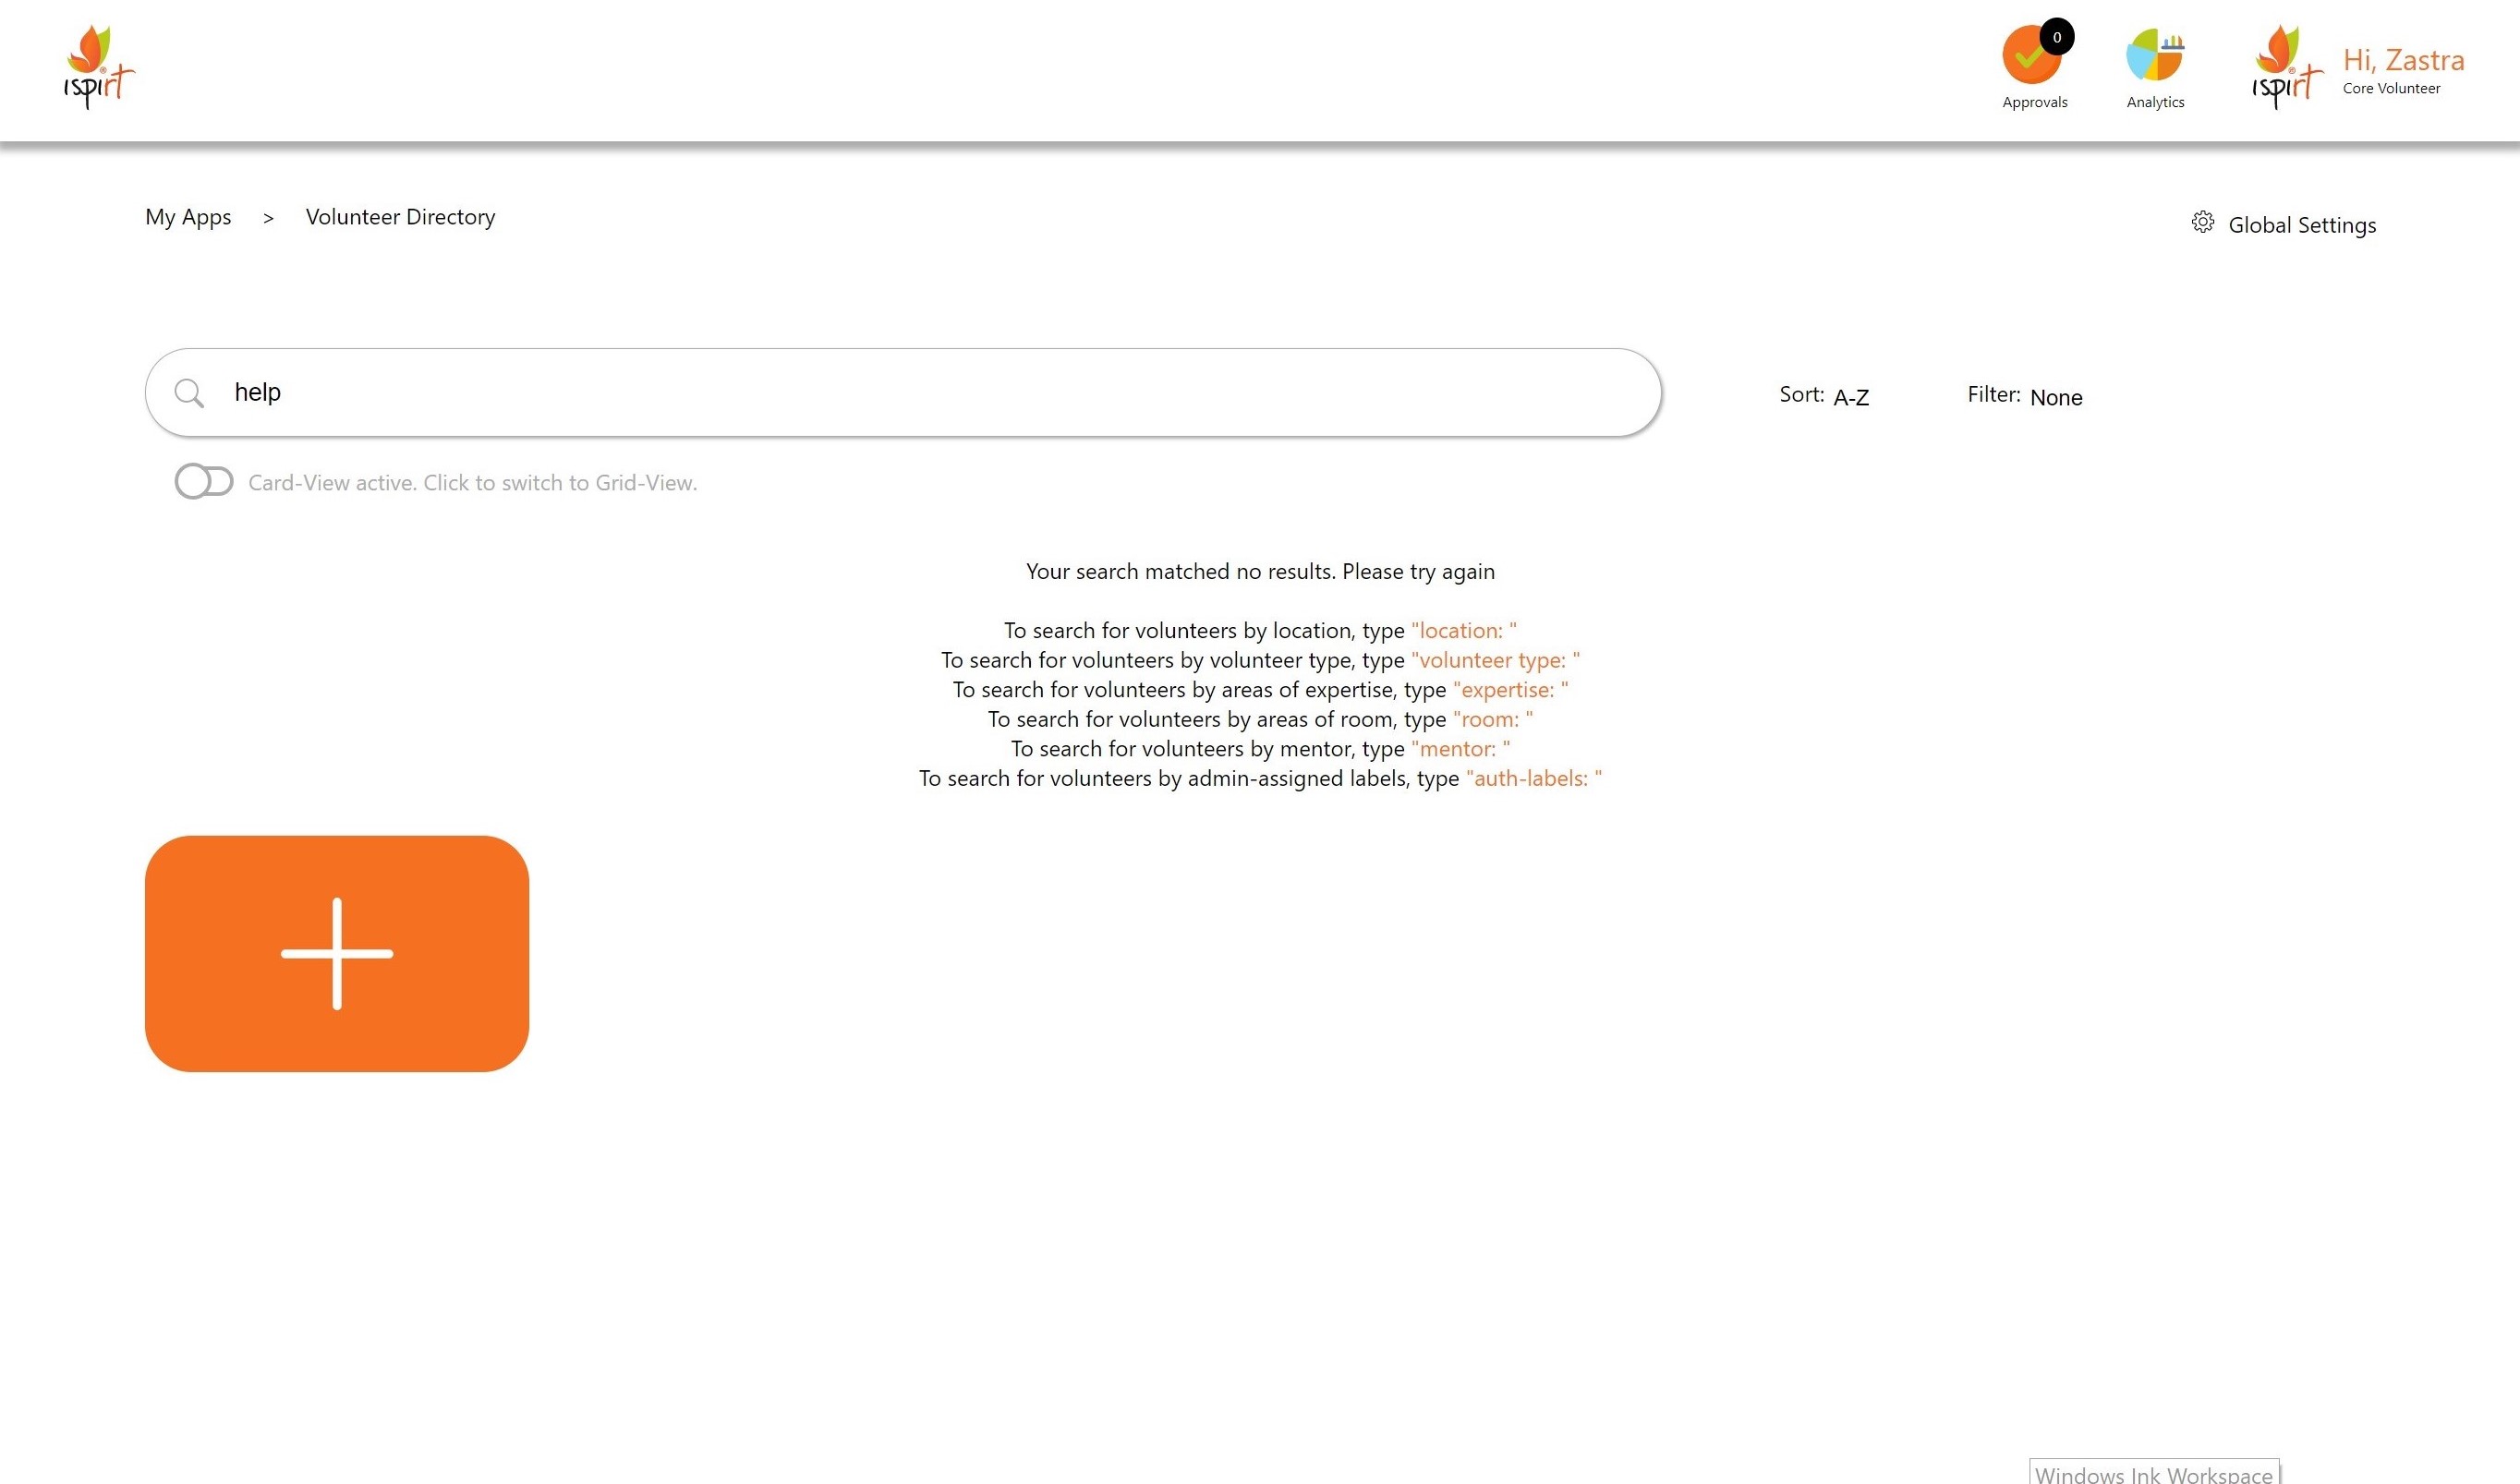 ispirt
0
Approvals
Analytics
ispirt
Hi, Zastra
Core Volunteer
My Apps > Volunteer Directory
Global Settings
help
Sort: A-Z
Filter: None
Card-View active. Click to switch to Grid-View.
Your search matched no results. Please try again
To search for volunteers by location, type "location: "
To search for volunteers by volunteer type, type "volunteer type: "
To search for volunteers by areas of expertise, type "expertise: "
To search for volunteers by areas of room, type "room: "
To search for volunteers by mentor, type "mentor: "
To search for volunteers by admin-assigned labels, type "auth-labels: "
Windows Ink Workspace